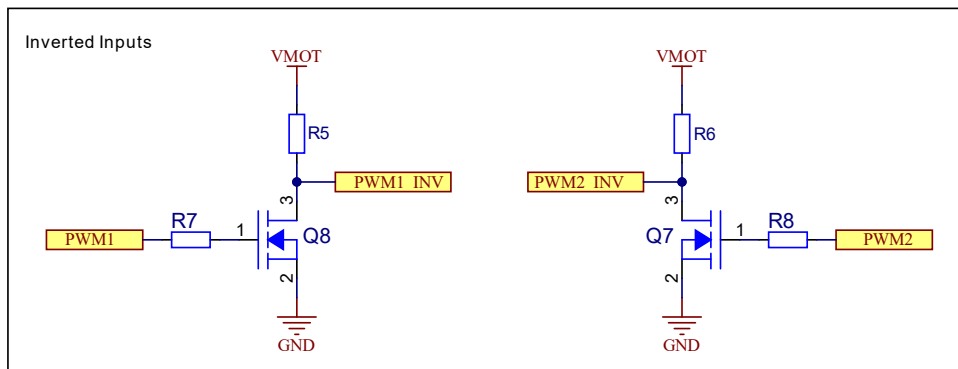 Inverted Inputs
VMOT
VMOT
R5
R6
PWM1_INV
PWM2_INV
3
3
R7
1
Q8
Q7
1
R8
PWM1
PWM2
2
2
GND
GND